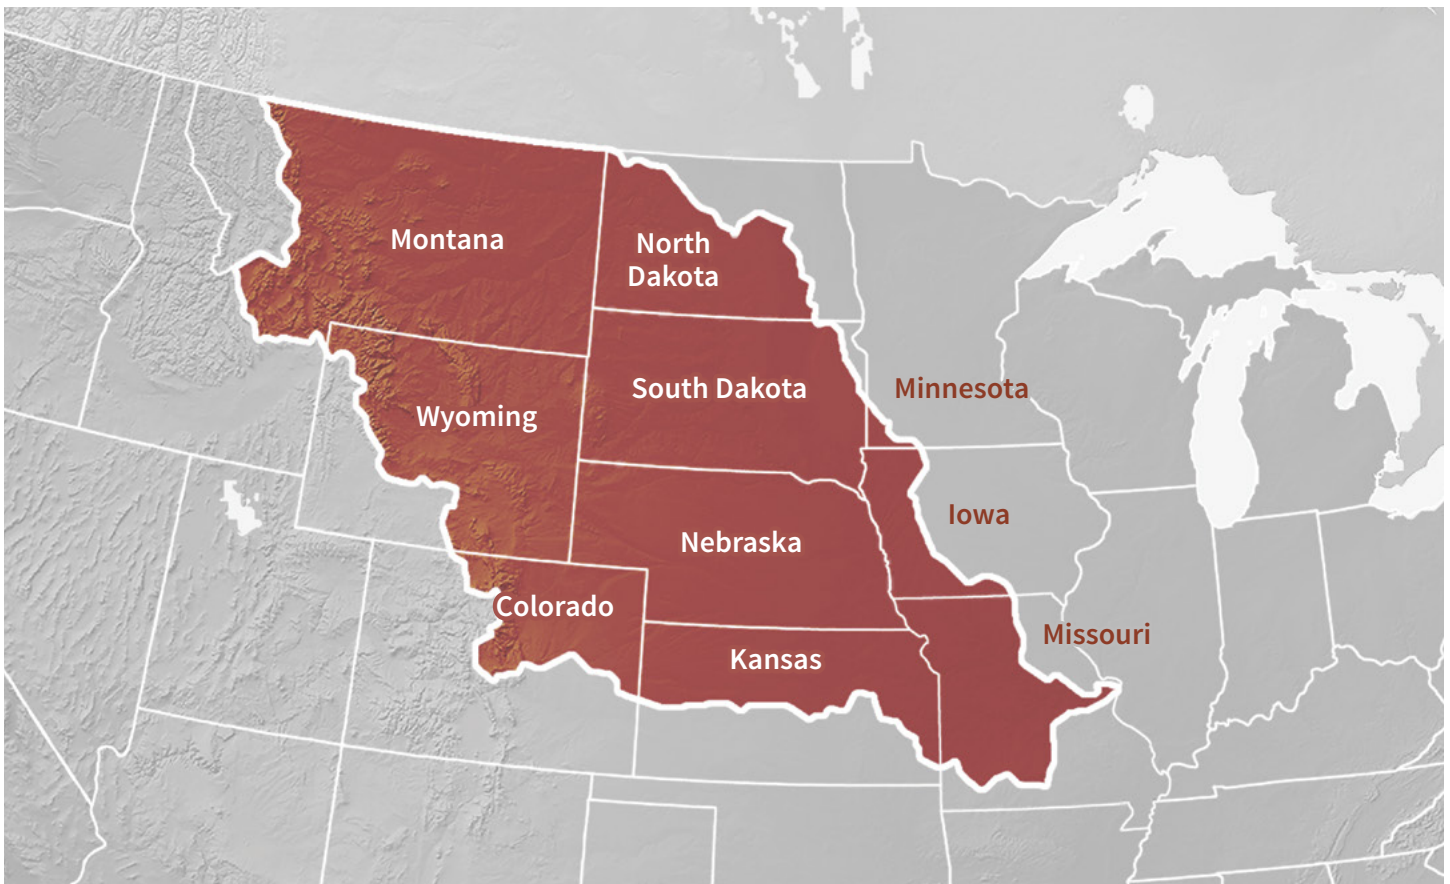 Montana
North
Dakota
South Dakota
Minnesota
Wyoming
Iowa
Nebraska
Colorado
Missouri
Kansas